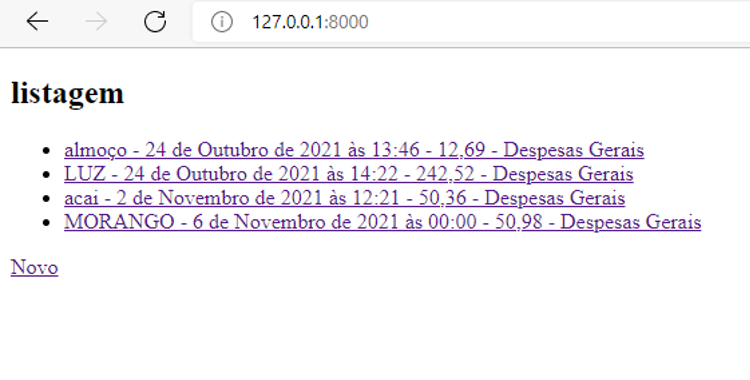 127.0.0.1:8000
listagem
almoço - 24 de Outubro de 2021 às 13:46 - 12,69 - Despesas Gerais
LUZ - 24 de Outubro de 2021 às 14:22 - 242,52 - Despesas Gerais
acai - 2 de Novembro de 2021 às 12:21 - 50,36 - Despesas Gerais
MORANGO - 6 de Novembro de 2021 às 00:00 - 50,98 - Despesas Gerais
Novo